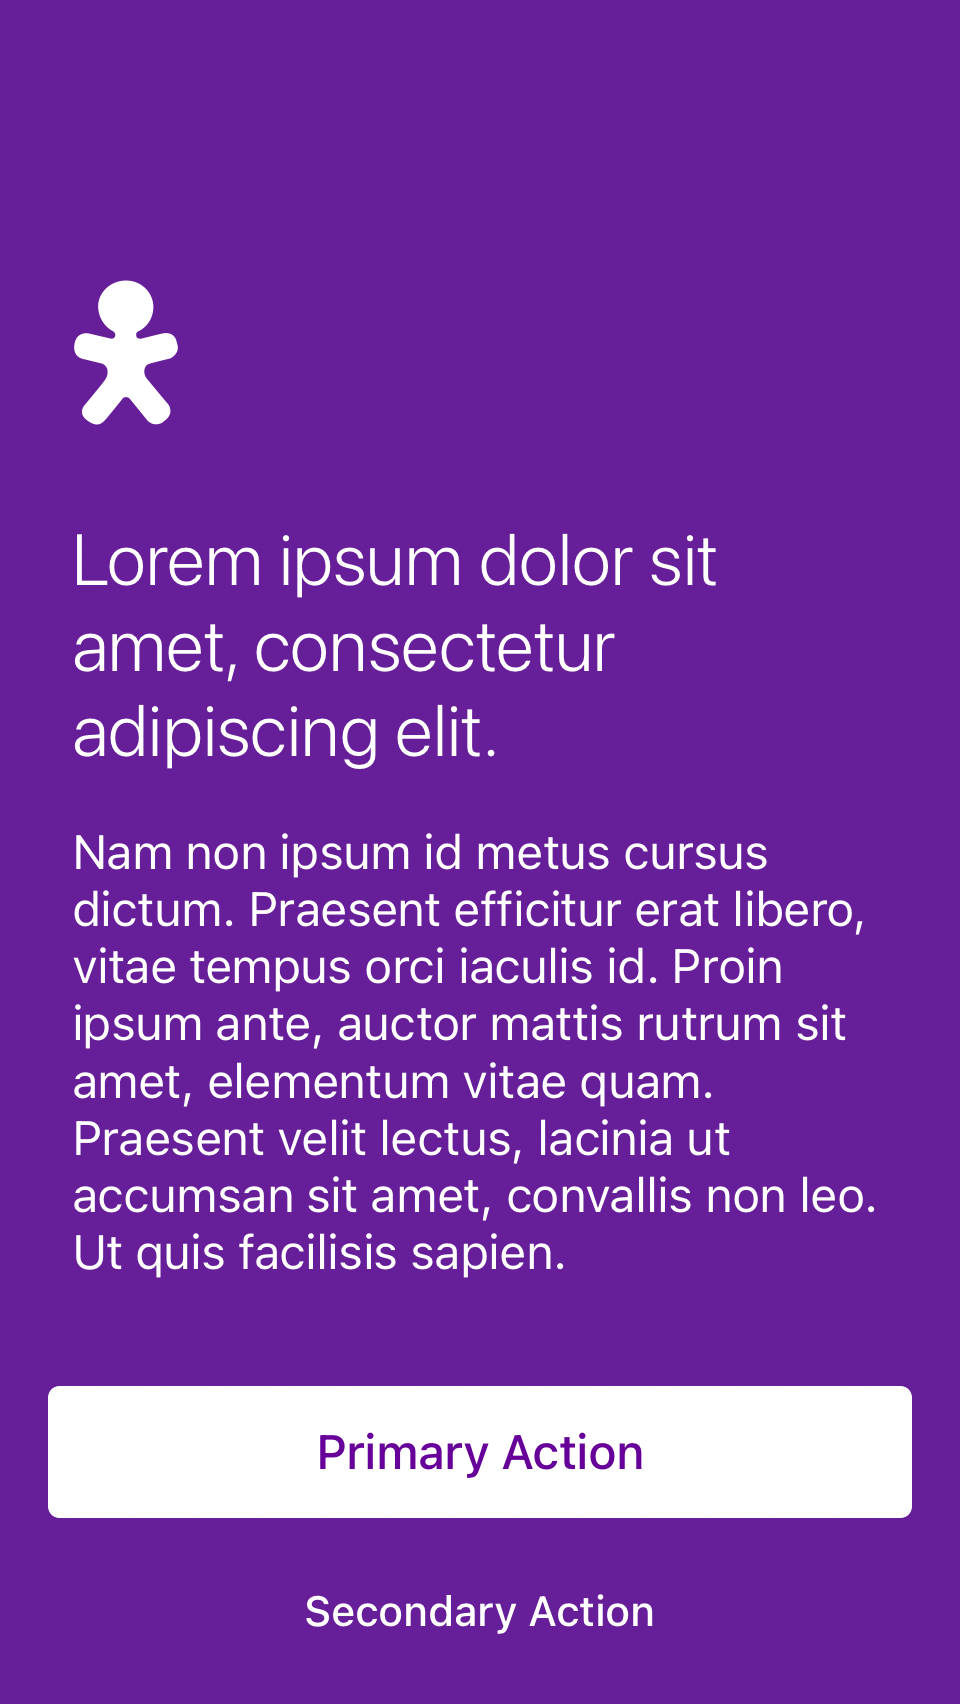 Lorem ipsum dolor sit
amet, consectetur
adipiscing elit.
Nam non ipsum id metus cursus
dictum. Praesent efficitur erat libero,
vitae tempus orci iaculis id. Proin
ipsum ante, auctor mattis rutrum sit
amet, elementum vitae quam.
Praesent velit lectus, lacinia ut
accumsan sit amet, convallis non leo.
Ut quis facilisis sapien.
Primary Action
Secondary Action